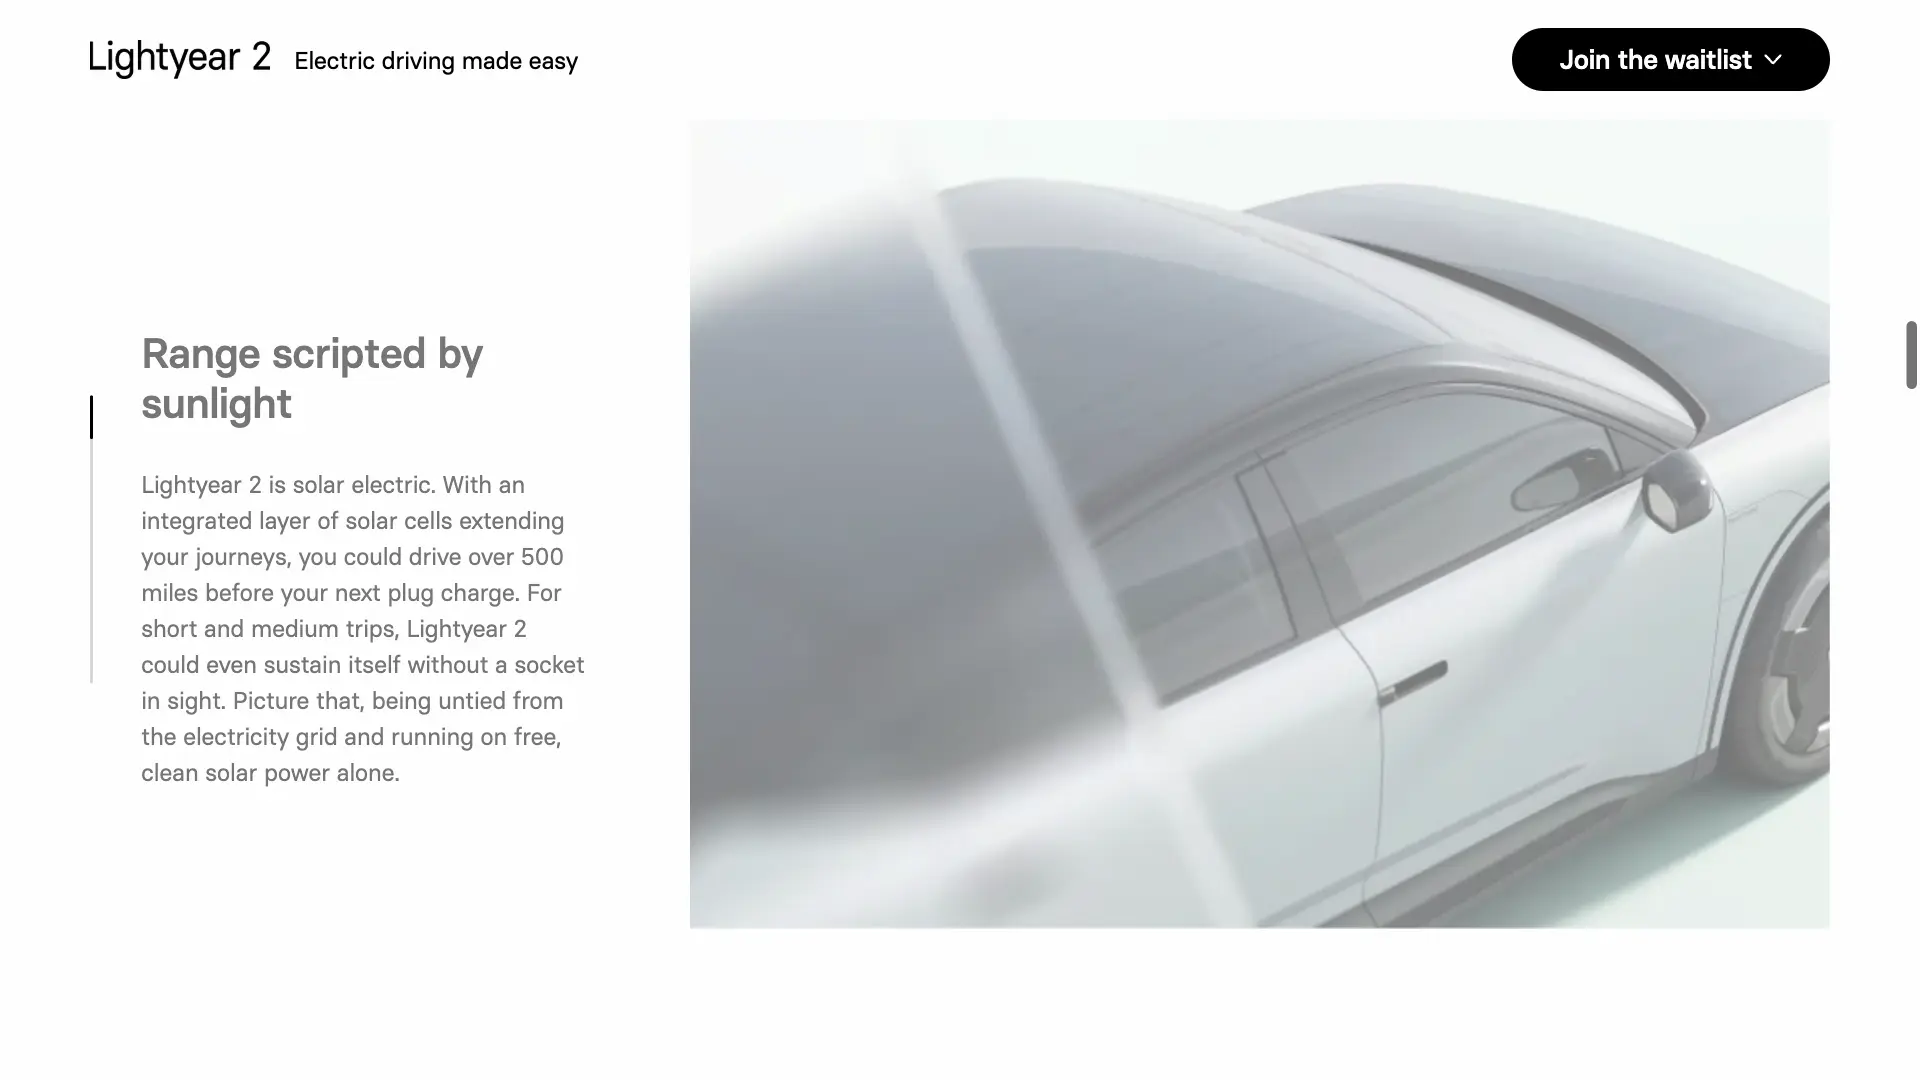 Lightyear 2 Electric driving made easy
Join the waitlist
Range scripted by
sunlight
Lightyear 2 is solar electric. With an
integrated layer of solar cells extending
your journeys, you could drive over 500
miles before your next plug charge. For
short and medium trips, Lightyear 2
could even sustain itself without a socket
in sight. Picture that, being untied from
the electricity grid and running on free,
clean solar power alone.